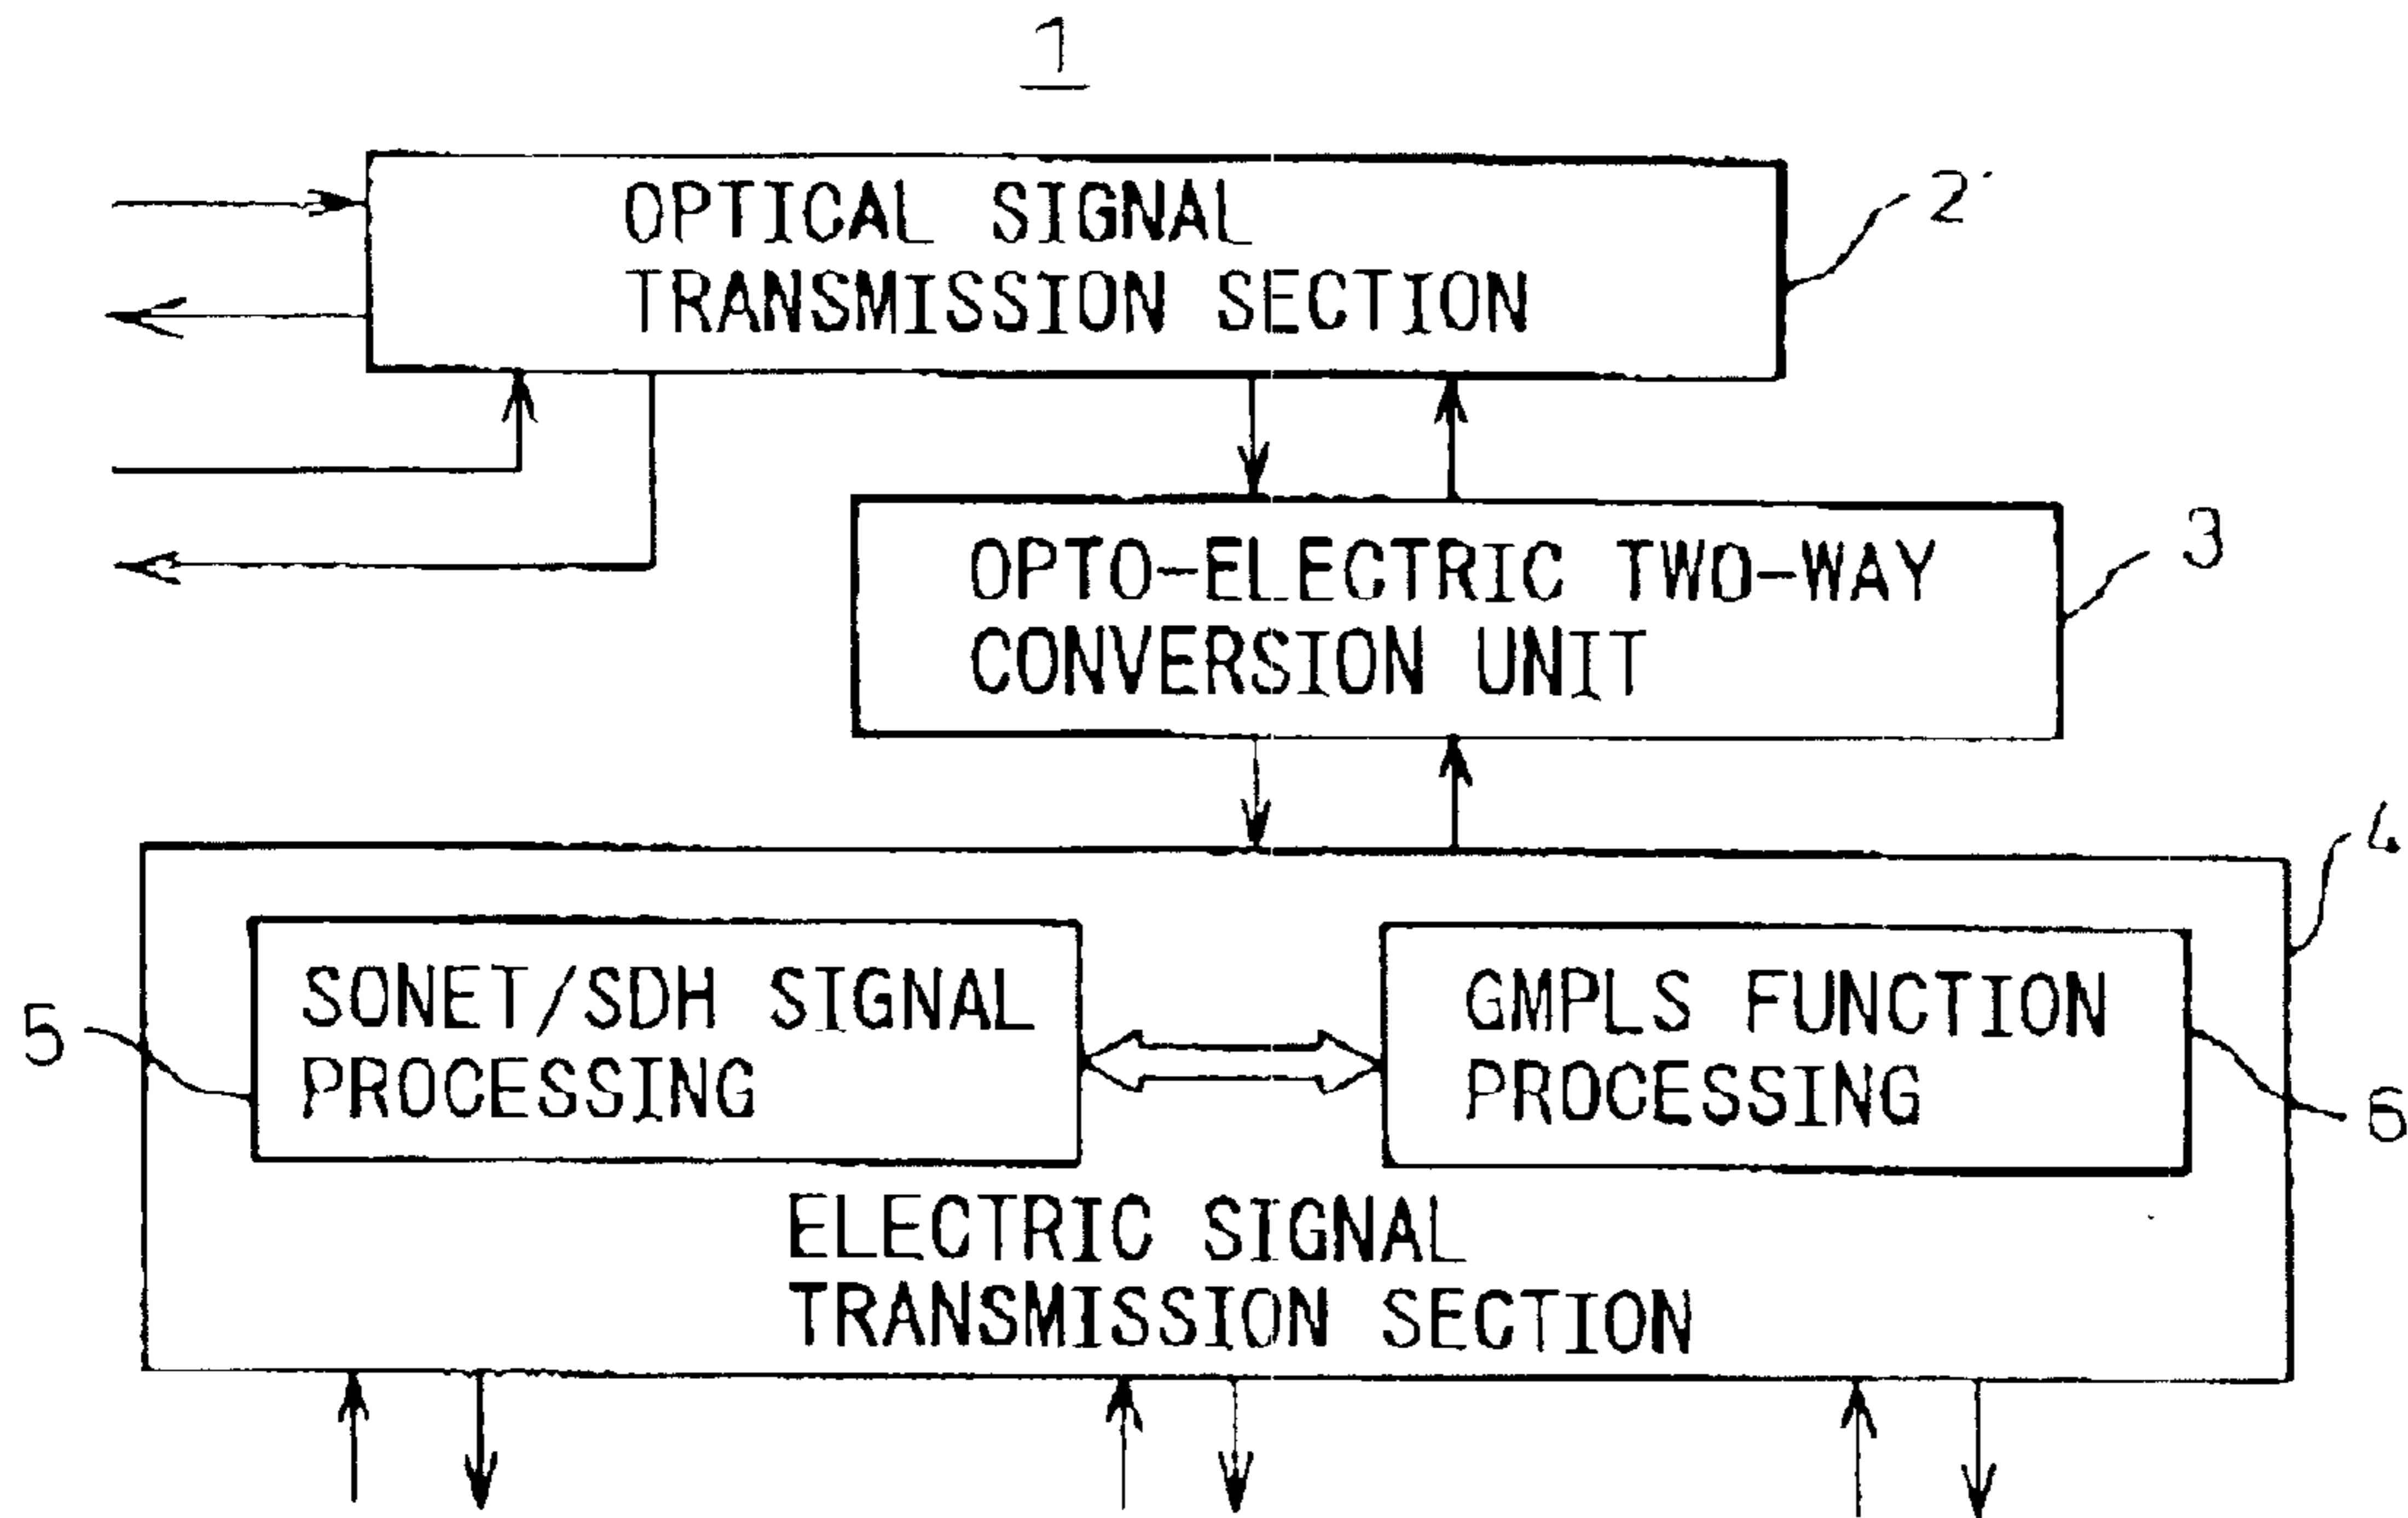 1
OPTICAL SIGNAL
TRANSMISSION SECTION
2
OPTO-ELECTRIC TWO-WAY
CONVERSION UNIT
3
4
SONET/SDH SIGNAL
PROCESSING
5
GMPLS FUNCTION
PROCESSING
6
ELECTRIC SIGNAL
TRANSMISSION SECTION